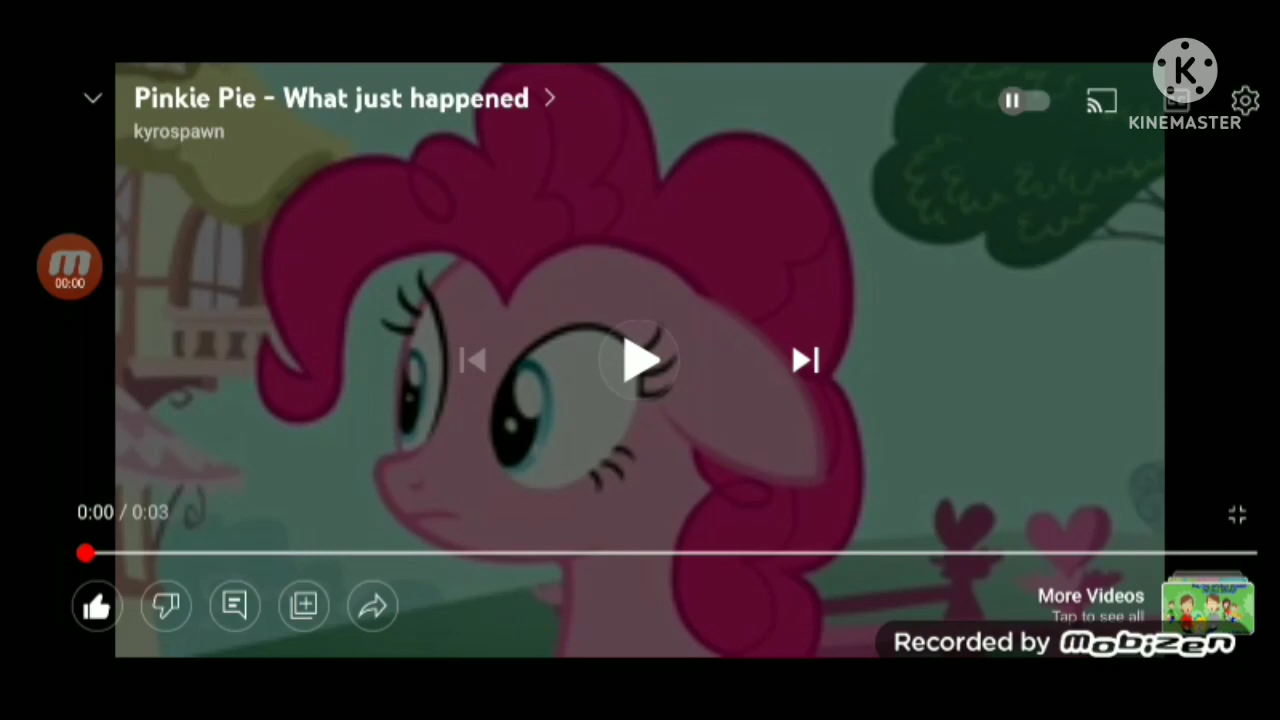 Pinkie Pie - What just happened
kyrospawn
K
KINEMASTER
m
00:00
0:00 / 0:03
More Videos
Tap to see all
Recorded by mobizen